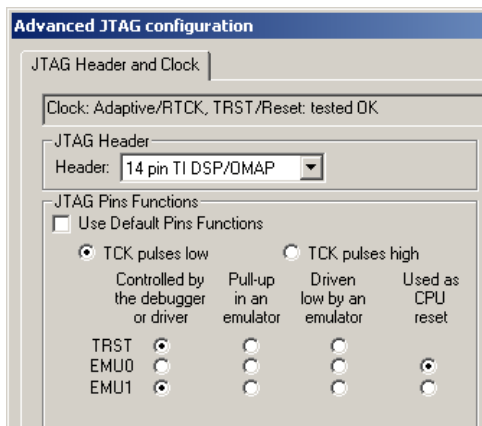 Advanced JTAG configuration
JTAG Header and Clock
Clock: Adaptive/RTCK, TRST/Reset: tested OK
JTAG Header
Header: 14 pin TI DSP/OMAP
JTAG Pins Functions
Use Default Pins Functions
TCK pulses low TCK pulses high
Controlled by the debugger or driver
Pull-up in an emulator
Driven low by an emulator
Used as CPU reset
TRST
EMU0
EMU1